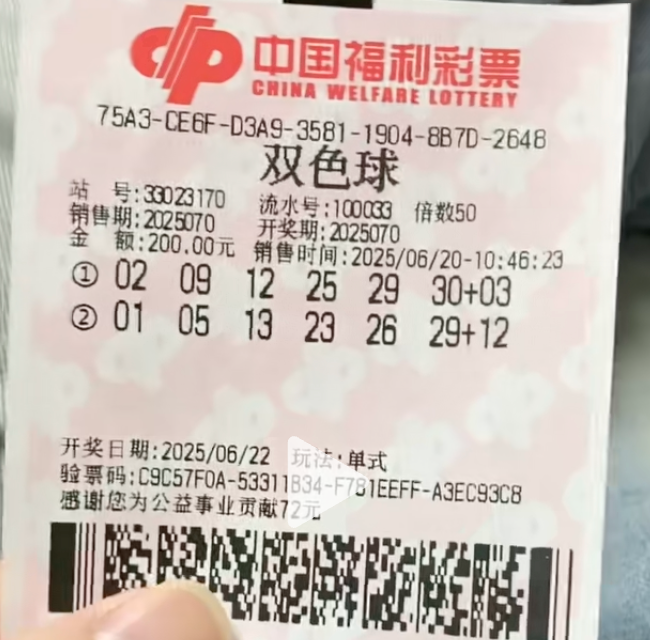 中国福利彩票
CHINA WELFARE LOTTERY
75A3-CE6F-D3A9-3581-1904-8B7D-2648
双色球
站 号:33023170 流水号:100033 倍数50
销售期:2025070 开奖期:2025070
金 额:200.00元 销售时间:2025/06/20-10:46:23
① 02 09 12 25 29 30+03
② 01 05 13 23 26 29+12
开奖日期:2025/06/22 玩法:单式
验票码:C9C57F0A-53311B34-F781EEFF-A3EC93C8
感谢您为公益事业贡献72元